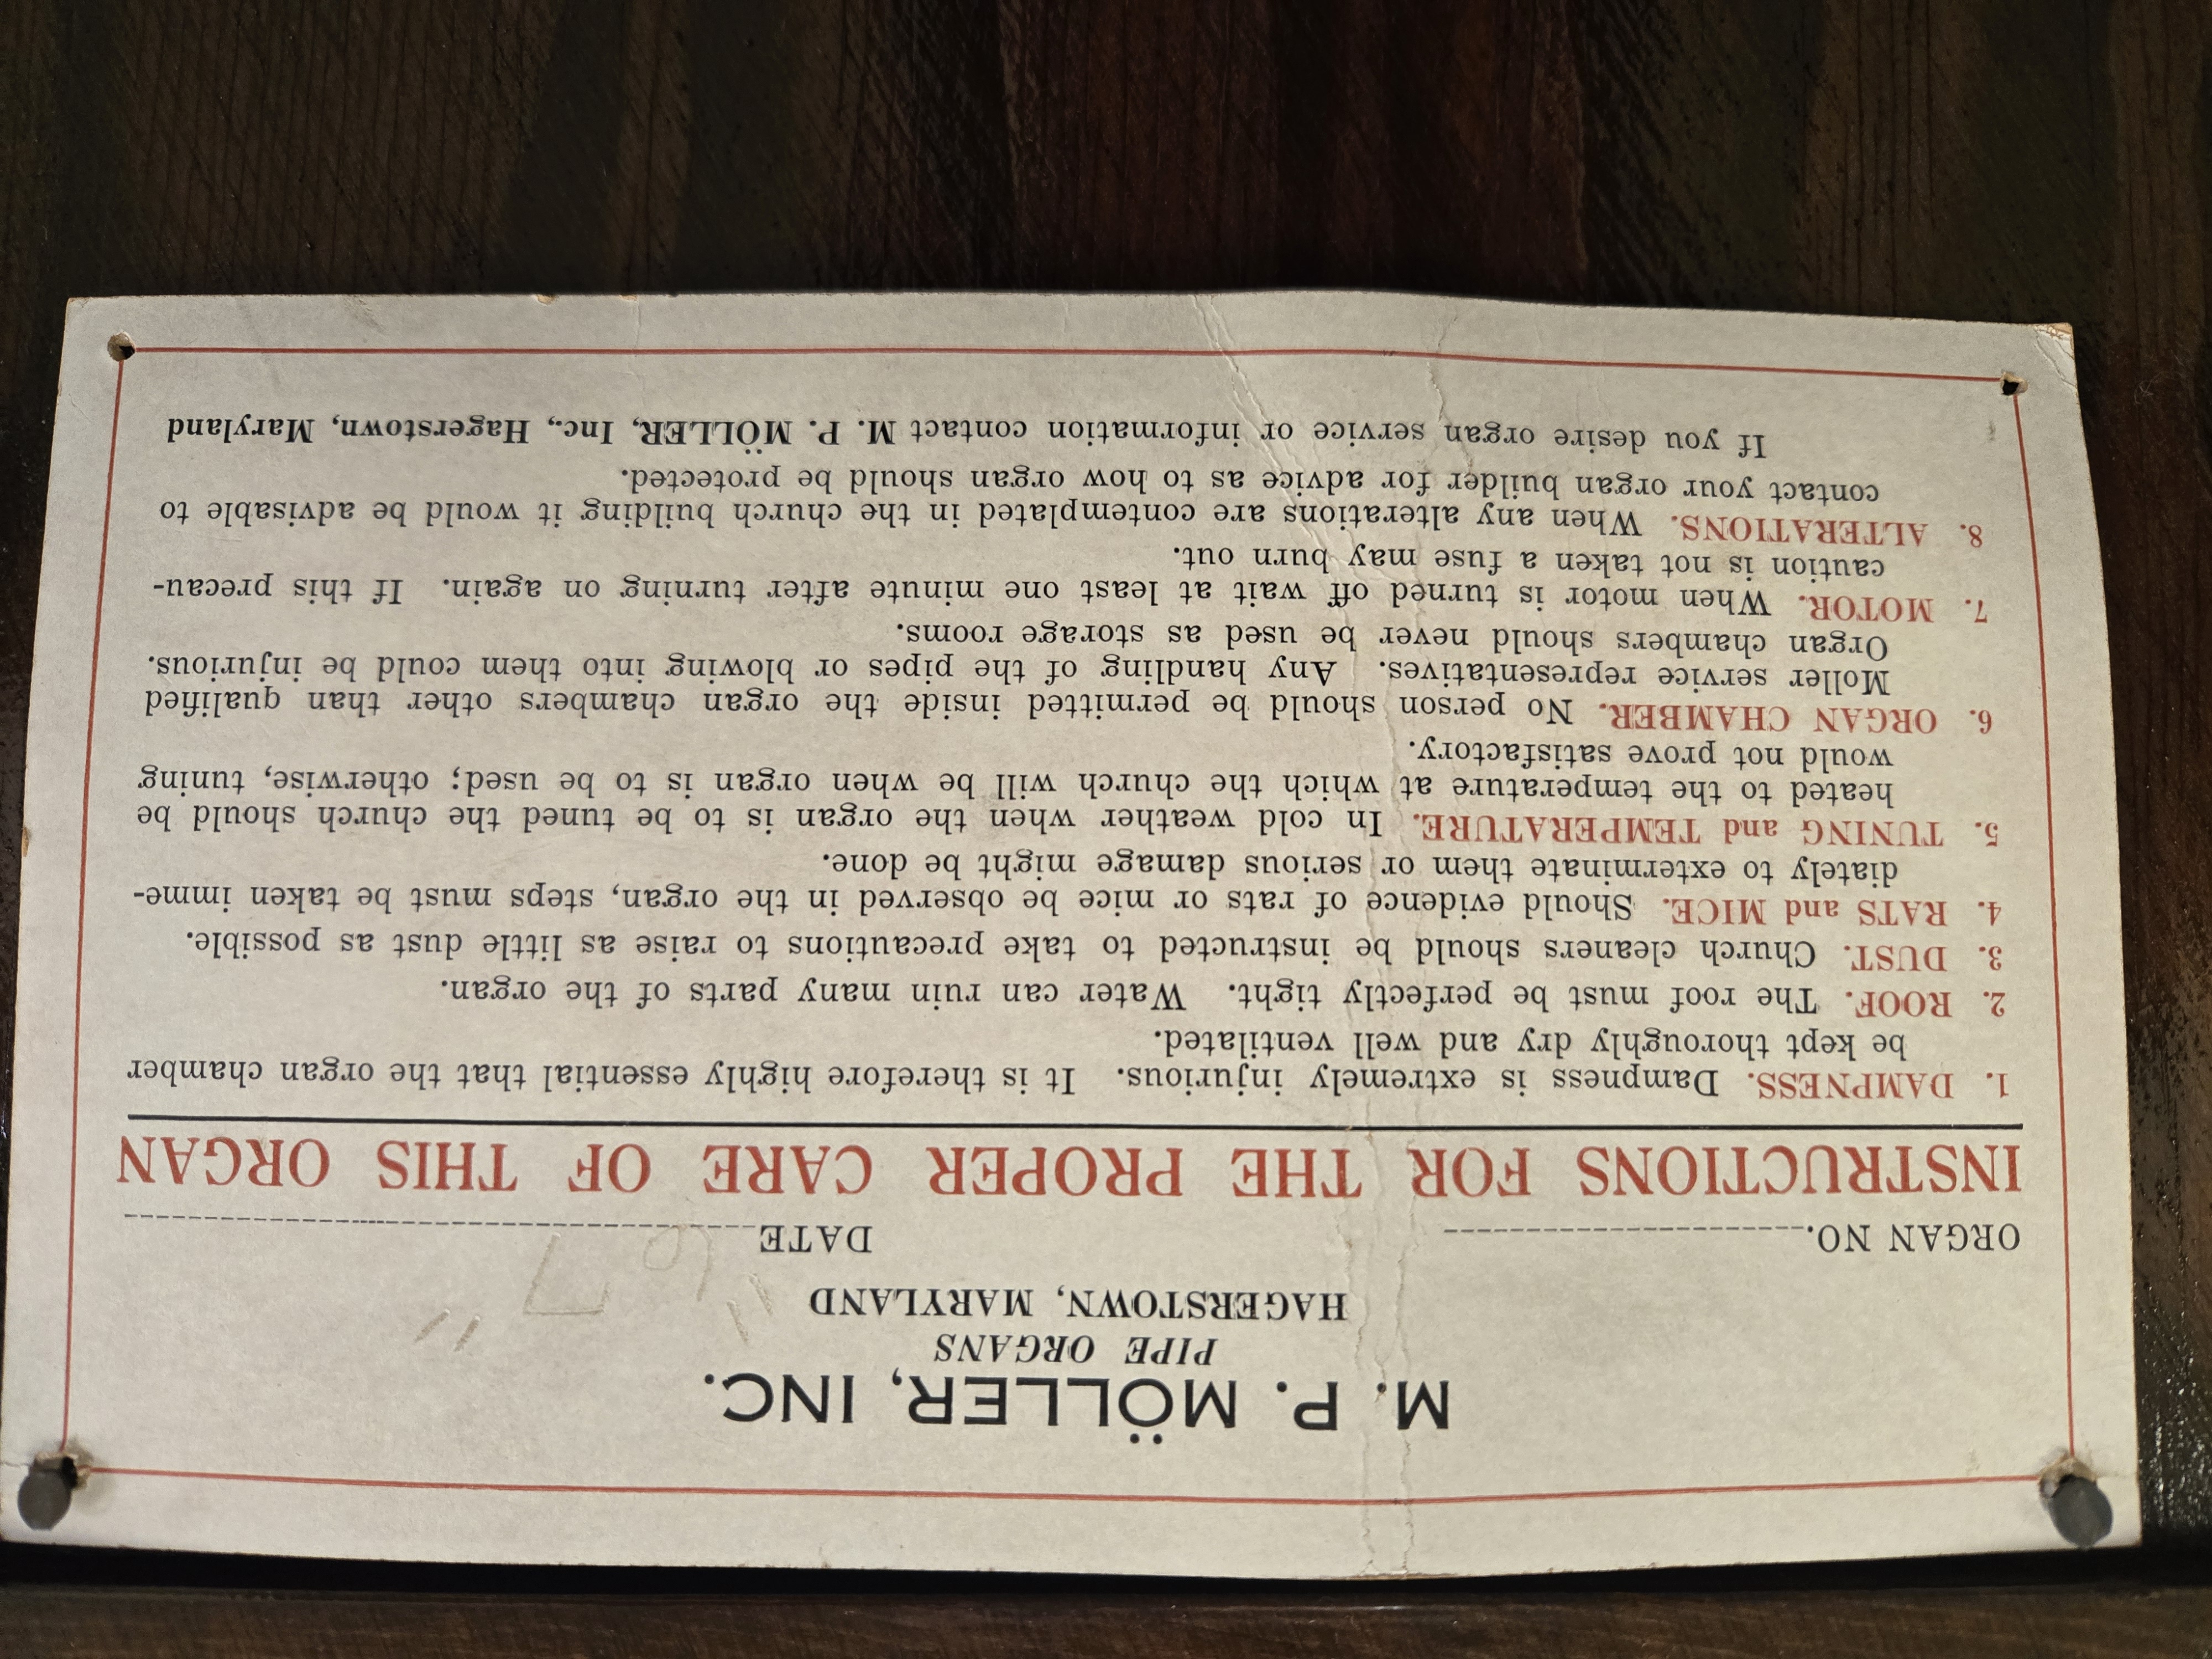 M. P. MÖLLER, INC.
PIPE ORGANS
HAGERSTOWN, MARYLAND
ORGAN NO. DATE "67"
INSTRUCTIONS FOR THE PROPER CARE OF THIS ORGAN
1. DAMPNESS. Dampness is extremely injurious. It is therefore highly essential that the organ chamber
be kept thoroughly dry and well ventilated.
2. ROOF. The roof must be perfectly tight. Water can ruin many parts of the organ.
3. DUST. Church cleaners should be instructed to take precautions to raise as little dust as possible.
4. RATS and MICE. Should evidence of rats or mice be observed in the organ, steps must be taken imme-
diately to exterminate them or serious damage might be done.
5. TUNING and TEMPERATURE. In cold weather when the organ is to be tuned the church should be
heated to the temperature at which the church will be when organ is to be used; otherwise, tuning
would not prove satisfactory.
6. ORGAN CHAMBER. No person should be permitted inside the organ chambers other than qualified
Moller service representatives. Any handling of the pipes or blowing into them could be injurious.
Organ chambers should never be used as storage rooms.
7. MOTOR. When motor is turned off wait at least one minute after turning on again. If this precau-
caution is not taken a fuse may burn out.
8. ALTERATIONS. When any alterations are contemplated in the church building it would be advisable to
contact your organ builder for advice as to how organ should be protected.
If you desire organ service or information contact M. P. MÖLLER, Inc., Hagerstown, Maryland